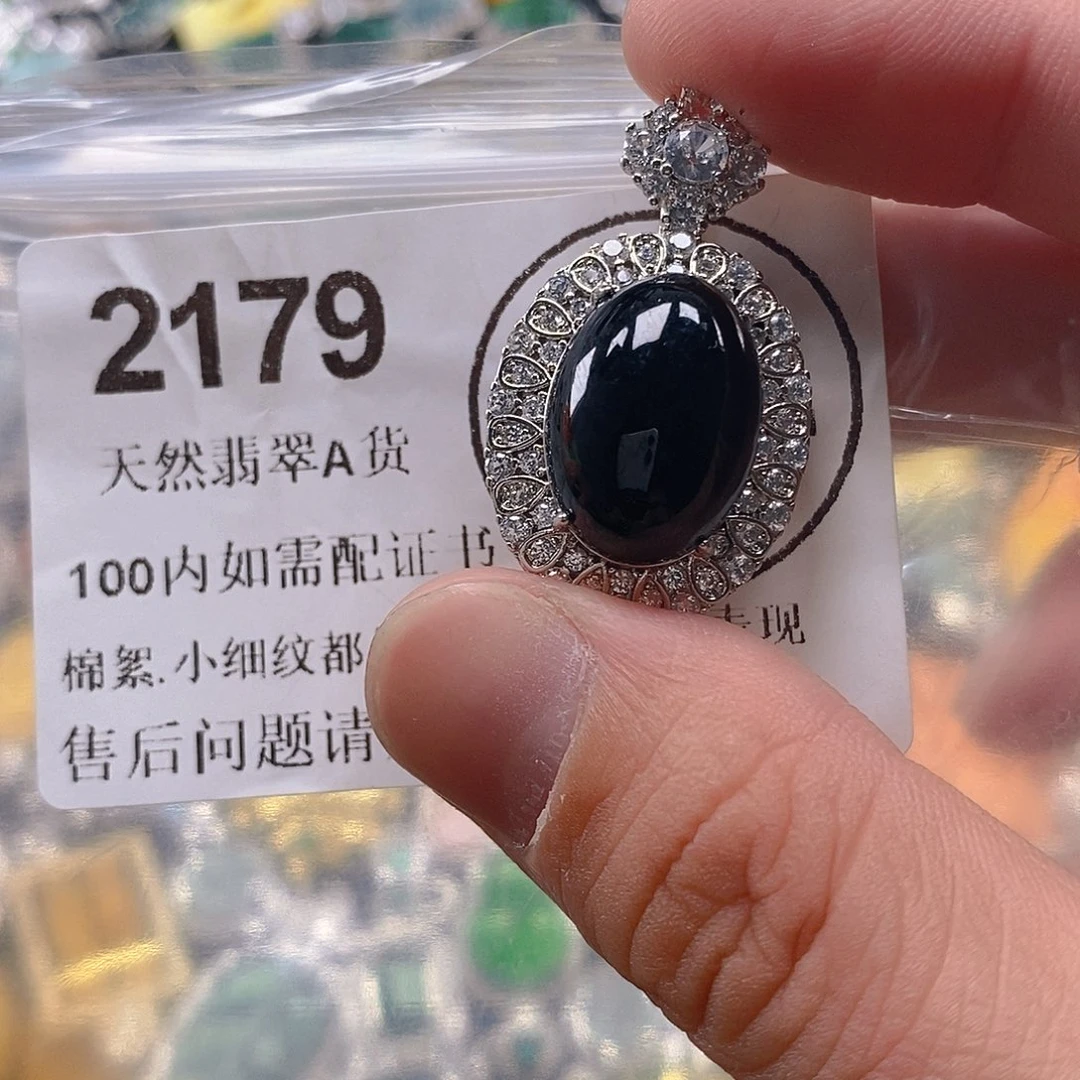 2179
天然翡翠A货
100内如需配证书
棉絮.小细纹都 表现
售后问题请